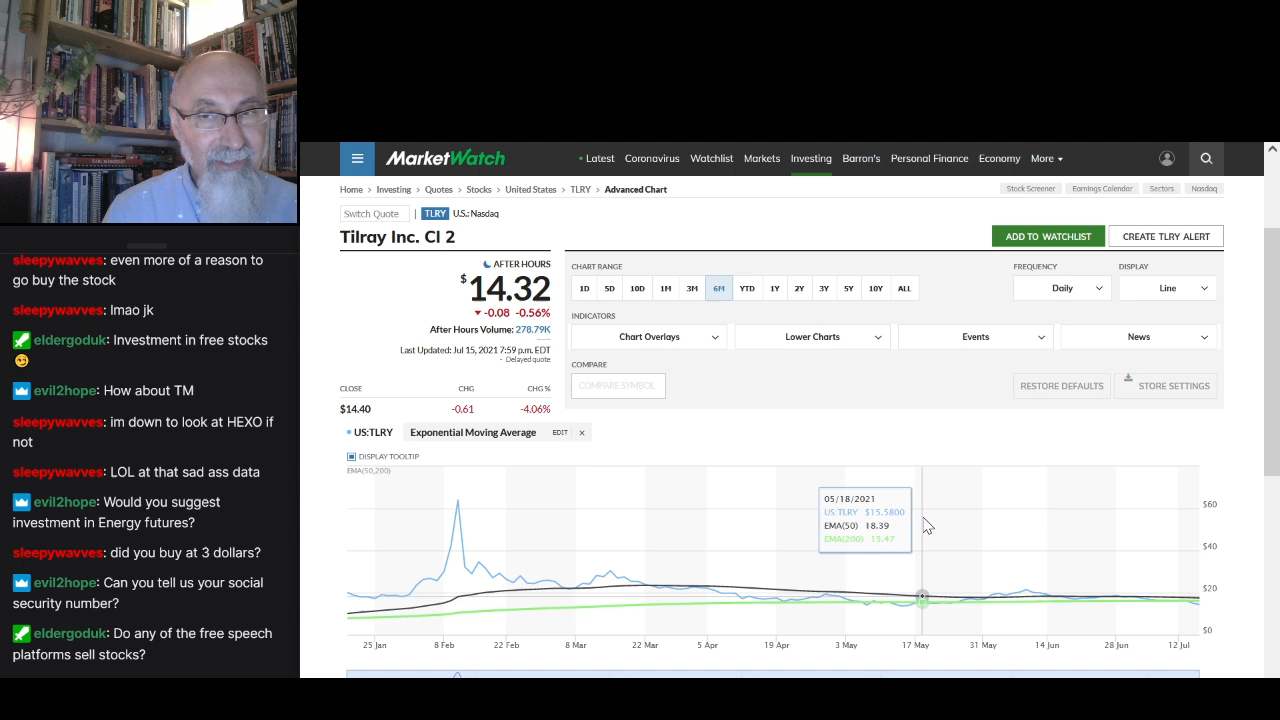 sleepywavves: even more of a reason to
go buy the stock
sleepywavves: lmao jk
eldergoduk: Investment in free stocks
evil2hope: How about TM
sleepywavves: im down to look at HEXO if
not
sleepywavves: LOL at that sad ass data
evil2hope: Would you suggest
investment in Energy futures?
sleepywavves: did you buy at 3 dollars?
evil2hope: Can you tell us your social
security number?
eldergoduk: Do any of the free speech
platforms sell stocks?
MarketWatch
Latest Coronavirus Watchlist Markets Investing Barron's Personal Finance Economy More
Home > Investing > Quotes > Stocks > United States > TLRY > Advanced Chart
Stock Screener Earnings Calendar Sectors Nasdaq
Switch Quote | TLRY U.S.: Nasdaq
Tilray Inc. Cl 2
ADD TO WATCHLIST CREATE TLRY ALERT
AFTER HOURS
$14.32
-0.08 -0.56%
After Hours Volume: 278.79K
Last Updated: Jul 15, 2021 7:59 p.m. EDT
- Delayed quote
CLOSE CHG CHG %
$14.40 -0.61 -4.06%
CHART RANGE
1D 5D 10D 1M 3M 6M YTD 1Y 2Y 3Y 5Y 10Y ALL
FREQUENCY DISPLAY
Daily Line
INDICATORS
Chart Overlays Lower Charts Events News
COMPARE
COMPARE SYMBOL
RESTORE DEFAULTS STORE SETTINGS
US:TLRY Exponential Moving Average EDIT ×
DISPLAY TOOLTIP
EMA(50,200)
05/18/2021
US:TLRY $15.5800
EMA(50) 18.39
EMA(200) 15.47
$60
$40
$20
$0
25 Jan 8 Feb 22 Feb 8 Mar 22 Mar 5 Apr 19 Apr 3 May 17 May 31 May 14 Jun 28 Jun 12 Jul